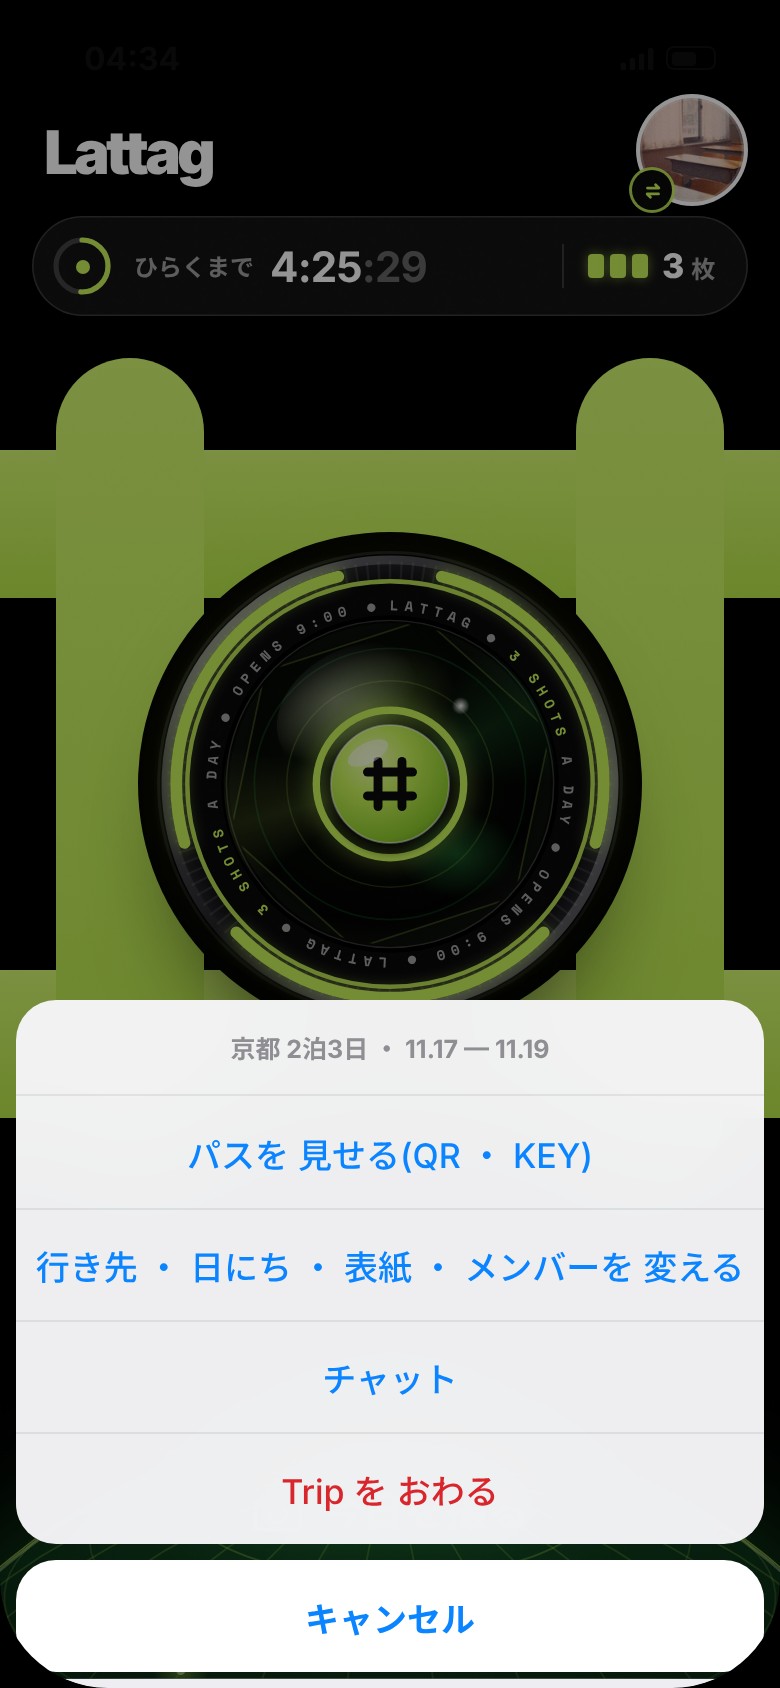 04:34
Lattag
ひらくまで 4:25:29 3 枚
LATTAG ● 3 SHOTS A DAY ● OPENS 9:00 ● LATTAG ● 3 SHOTS A DAY ● OPENS 9:00 ●
京都 2泊3日 ・ 11.17 — 11.19
パスを 見せる(QR ・ KEY)
行き先 ・ 日にち ・ 表紙 ・ メンバーを 変える
チャット
Trip を おわる
キャンセル